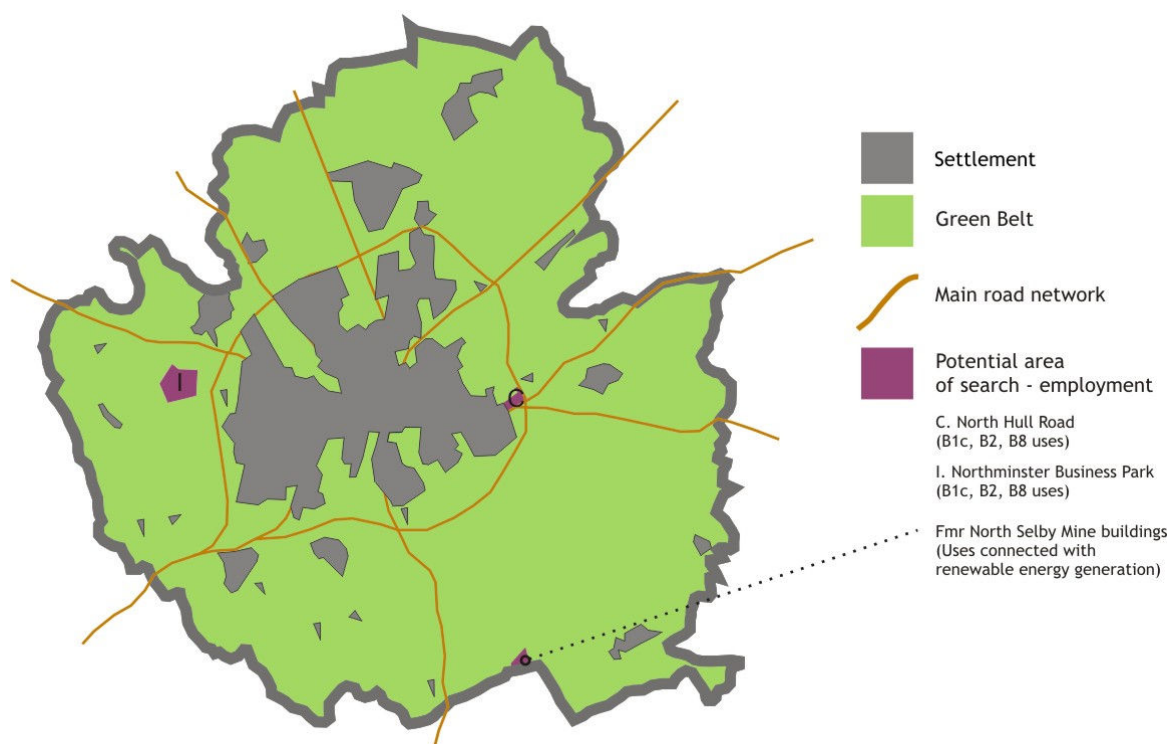 Settlement
Green Belt
Main road network
Potential area
of search - employment
C. North Hull Road
(B1c, B2, B8 uses)
I. Northminster Business Park
(B1c, B2, B8 uses)
Fmr North Selby Mine buildings
(Uses connected with
renewable energy generation)
I
C